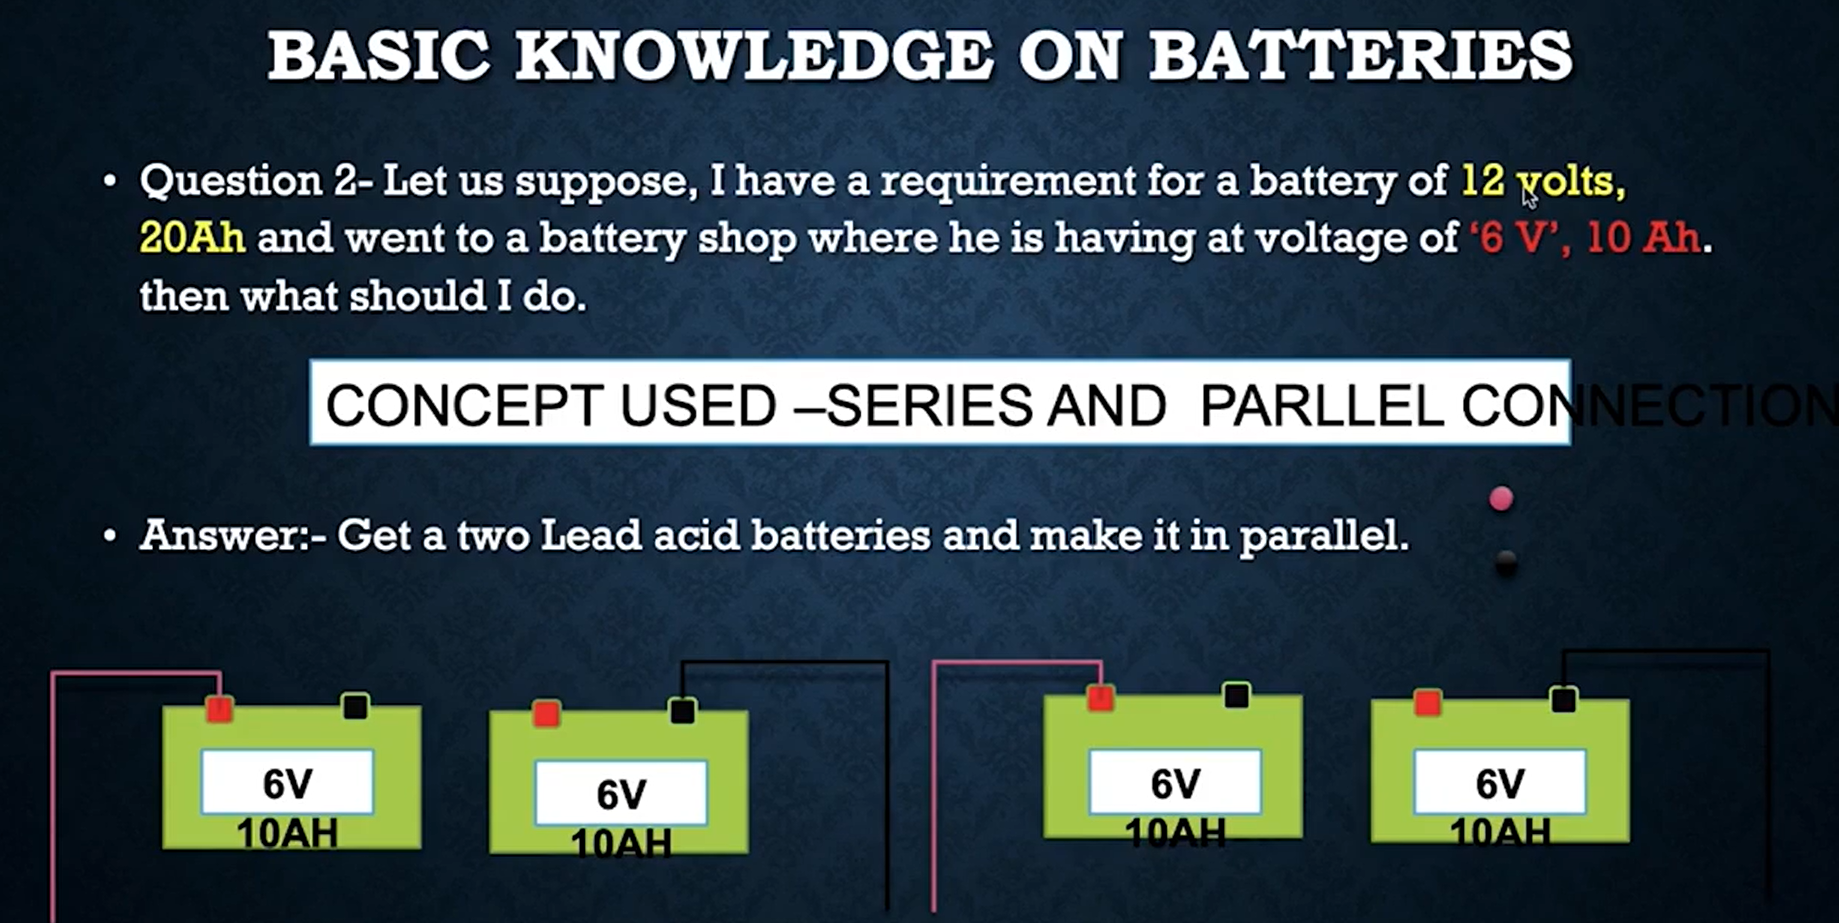 BASIC KNOWLEDGE ON BATTERIES
• Question 2- Let us suppose, I have a requirement for a battery of 12 volts,
20Ah and went to a battery shop where he is having at voltage of ‘6 V’, 10 Ah.
then what should I do.
CONCEPT USED –SERIES AND PARLLEL CONNECTION
• Answer:- Get a two Lead acid batteries and make it in parallel.
6V
10AH
6V
10AH
6V
10AH
6V
10AH